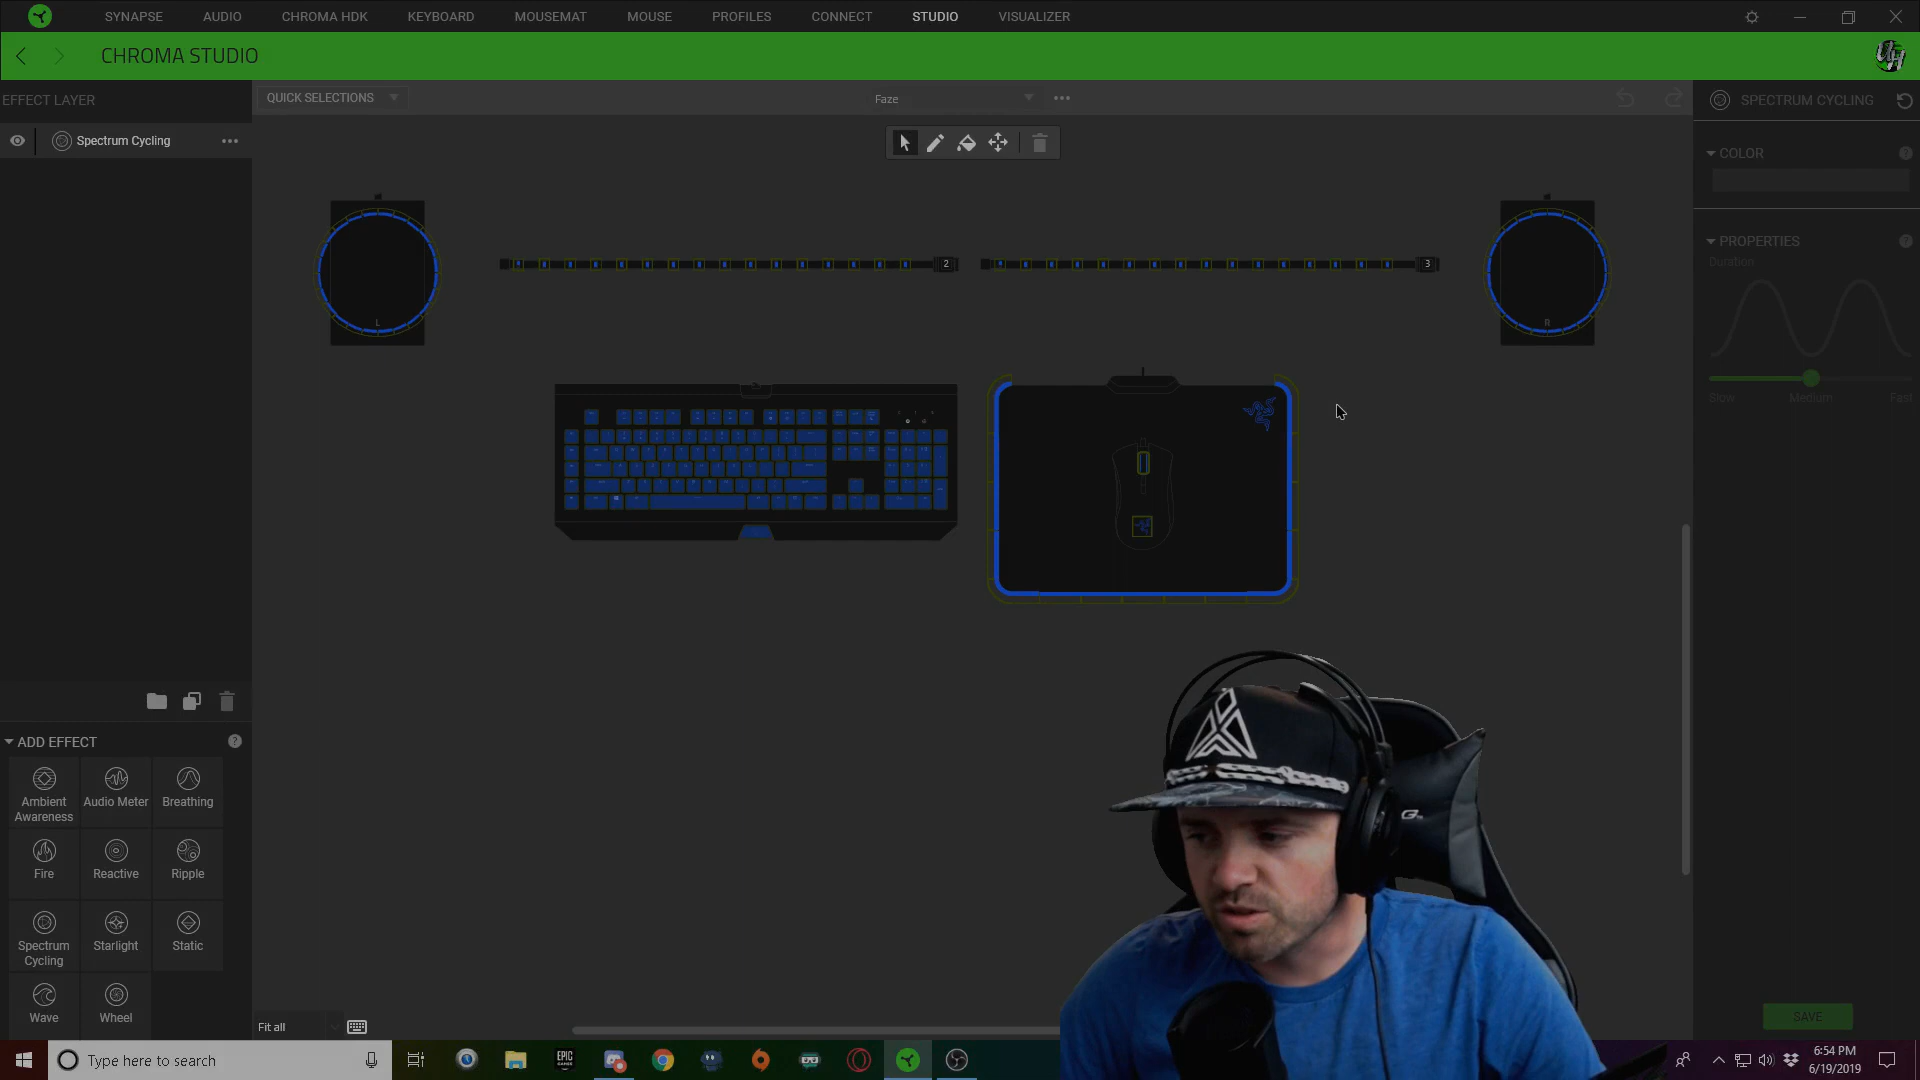 SYNAPSE AUDIO CHROMA HDK KEYBOARD MOUSEMAT MOUSE PROFILES CONNECT STUDIO VISUALIZER
CHROMA STUDIO
EFFECT LAYER
QUICK SELECTIONS
Faze
SPECTRUM CYCLING
Spectrum Cycling
COLOR
PROPERTIES
Duration
Slow Medium Fast
2
3
L
R
ADD EFFECT
Ambient Awareness
Audio Meter
Breathing
Fire
Reactive
Ripple
Spectrum Cycling
Starlight
Static
Wave
Wheel
Fit all
SAVE
G
Type here to search
EPIC GAMES
6:54 PM
6/19/2019